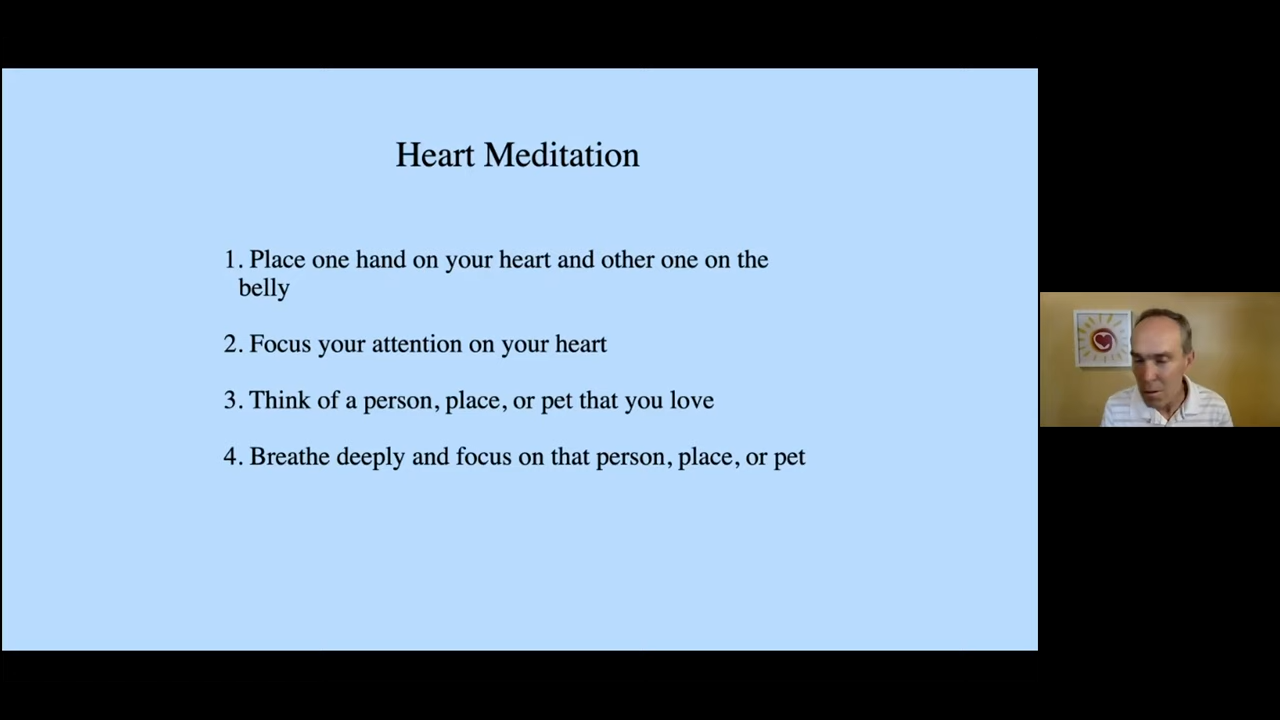 Heart Meditation
1. Place one hand on your heart and other one on the
belly
2. Focus your attention on your heart
3. Think of a person, place, or pet that you love
4. Breathe deeply and focus on that person, place, or pet